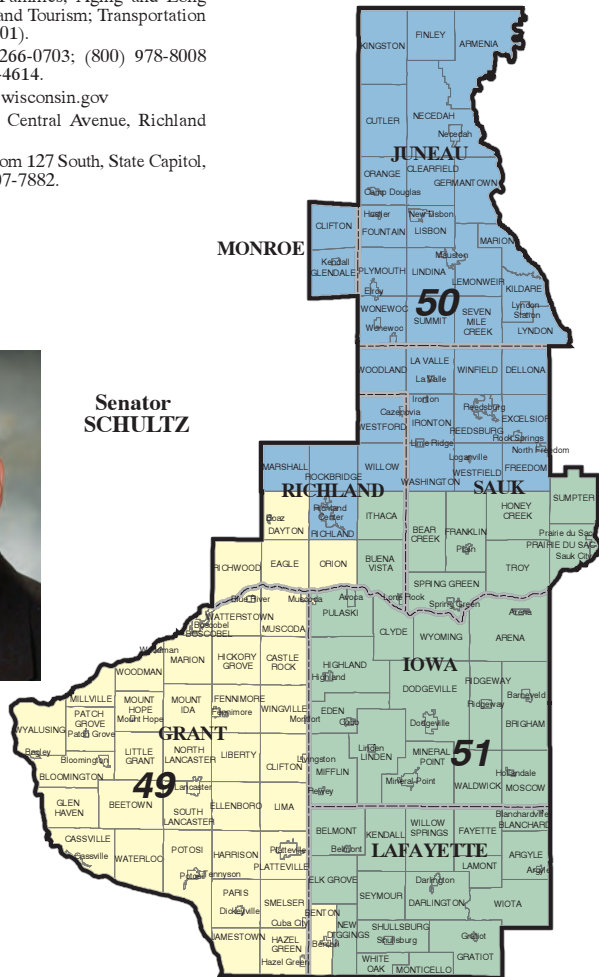 Families, Aging and Long
and Tourism; Transportation
01).
266-0703; (800) 978-8008
-4614.
wisconsin.gov
Central Avenue, Richland
om 127 South, State Capitol,
07-7882.
Senator
SCHULTZ
KINGSTON
FINLEY
ARMENIA
CUTLER
NECEDAH
Necedah
JUNEAU
ORANGE
CLEARFIELD
GERMANTOWN
Camp Douglas
Hustler
New Lisbon
CLIFTON
FOUNTAIN
LISBON
MARION
MONROE
Kendall
GLENDALE
PLYMOUTH
LINDINA
Mauston
LEMONWEIR
KILDARE
Elroy
50
WONEWOC
Wonewoc
SUMMIT
SEVEN
MILE
CREEK
Lyndon
Station
LYNDON
WOODLAND
LA VALLE
La Valle
WINFIELD
DELLONA
Ironton
Cazenovia
WESTFORD
IRONTON
Reedsburg
REEDSBURG
EXCELSIOR
Rock Springs
Lime Ridge
Loganville
North Freedom
MARSHALL
ROCKBRIDGE
WILLOW
WASHINGTON
WESTFIELD
FREEDOM
RICHLAND
SAUK
Richland
Center
RICHLAND
Boaz
DAYTON
ITHACA
BEAR
CREEK
FRANKLIN
Plain
HONEY
CREEK
SUMPTER
Prairie du Sac
PRAIRIE DU SAC
Sauk City
RICHWOOD
EAGLE
ORION
BUENA
VISTA
SPRING GREEN
TROY
Blue River
Muscoda
Avoca
Lone Rock
Spring Green
Arena
WATTERSTOWN
Boscobel
BOSCOBEL
MUSCODA
PULASKI
CLYDE
WYOMING
ARENA
Woodman
WOODMAN
MARION
HICKORY
GROVE
CASTLE
ROCK
HIGHLAND
Highland
IOWA
DODGEVILLE
RIDGEWAY
Ridgeway
Barneveld
MILLVILLE
MOUNT
HOPE
Mount Hope
MOUNT
IDA
FENNIMORE
Fennimore
WINGVILLE
Montfort
EDEN
Cobb
Dodgeville
BRIGHAM
WYALUSING
PATCH
GROVE
Patch Grove
GRANT
Bagley
Bloomington
BLOOMINGTON
LITTLE
GRANT
NORTH
LANCASTER
LIBERTY
CLIFTON
Livingston
MIFFLIN
Linden
LINDEN
MINERAL
POINT
Mineral Point
51
Hollandale
WALDWICK
MOSCOW
49
Lancaster
Rewey
GLEN
HAVEN
BEETOWN
SOUTH
LANCASTER
ELLENBORO
LIMA
BELMONT
Belmont
KENDALL
WILLOW
SPRINGS
FAYETTE
Blanchardville
BLANCHARD
CASSVILLE
Cassville
WATERLOO
POTOSI
Potosi
Tennyson
HARRISON
Platteville
PLATTEVILLE
LAFAYETTE
LAMONT
ARGYLE
Argyle
ELK GROVE
Darlington
PARIS
Dickeyville
SMELSER
Cuba City
SEYMOUR
DARLINGTON
WIOTA
JAMESTOWN
HAZEL
GREEN
Hazel Green
BENTON
Benton
NEW
DIGGINGS
SHULLSBURG
Shullsburg
Gratiot
GRATIOT
WHITE
OAK
MONTICELLO